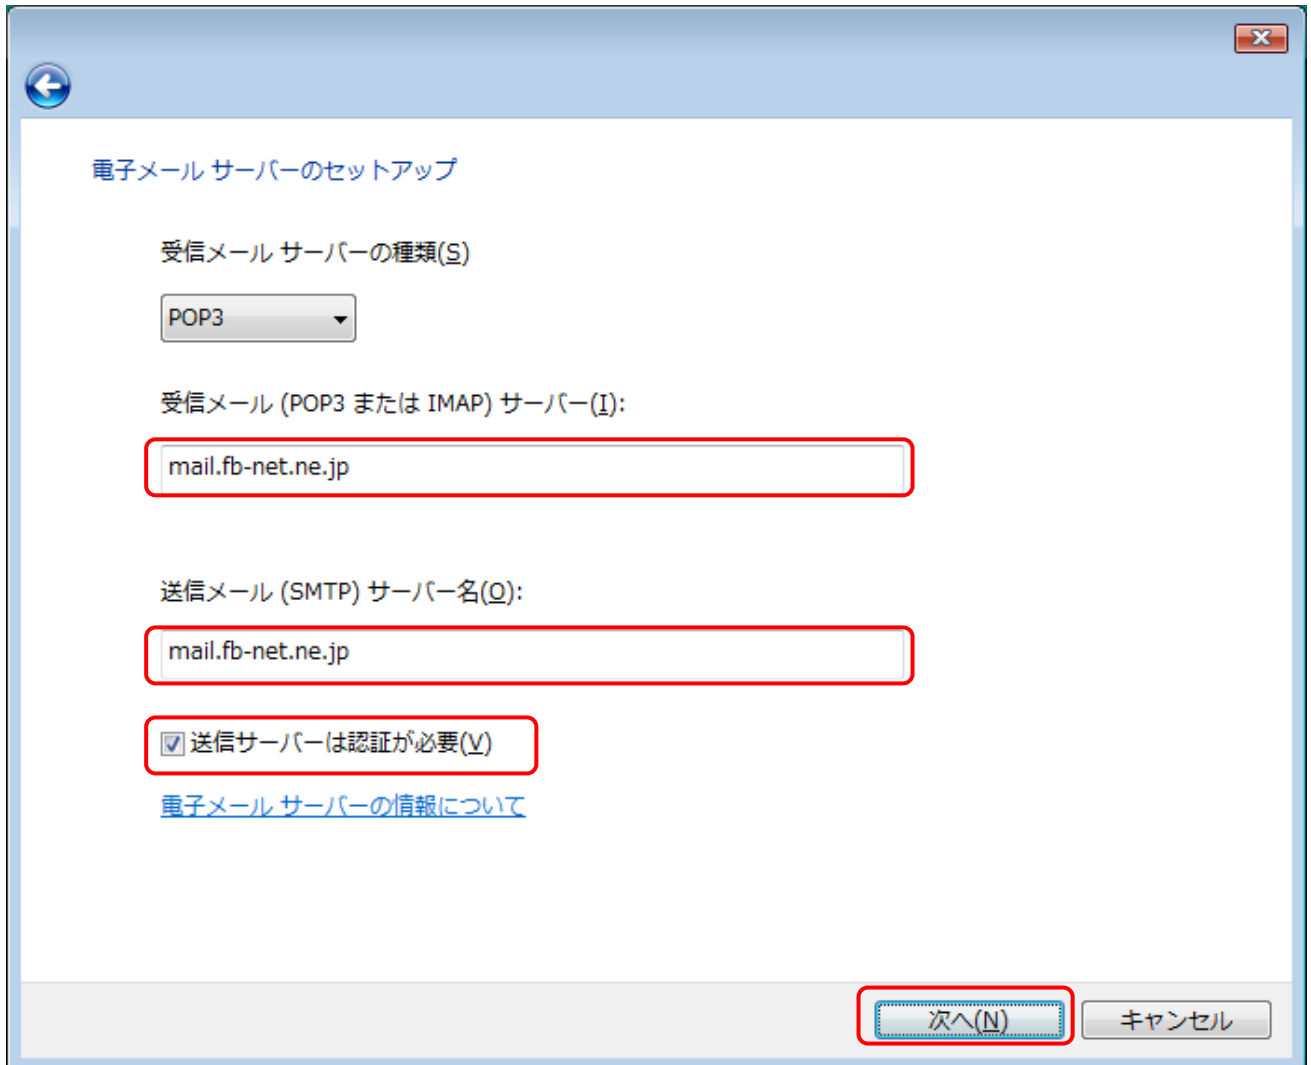 電子メール サーバーのセットアップ
受信メール サーバーの種類(S)
POP3
受信メール (POP3 または IMAP) サーバー(I):
mail.fb-net.ne.jp
送信メール (SMTP) サーバー名(O):
mail.fb-net.ne.jp
送信サーバーは認証が必要(V)
電子メール サーバーの情報について
次へ(N) キャンセル